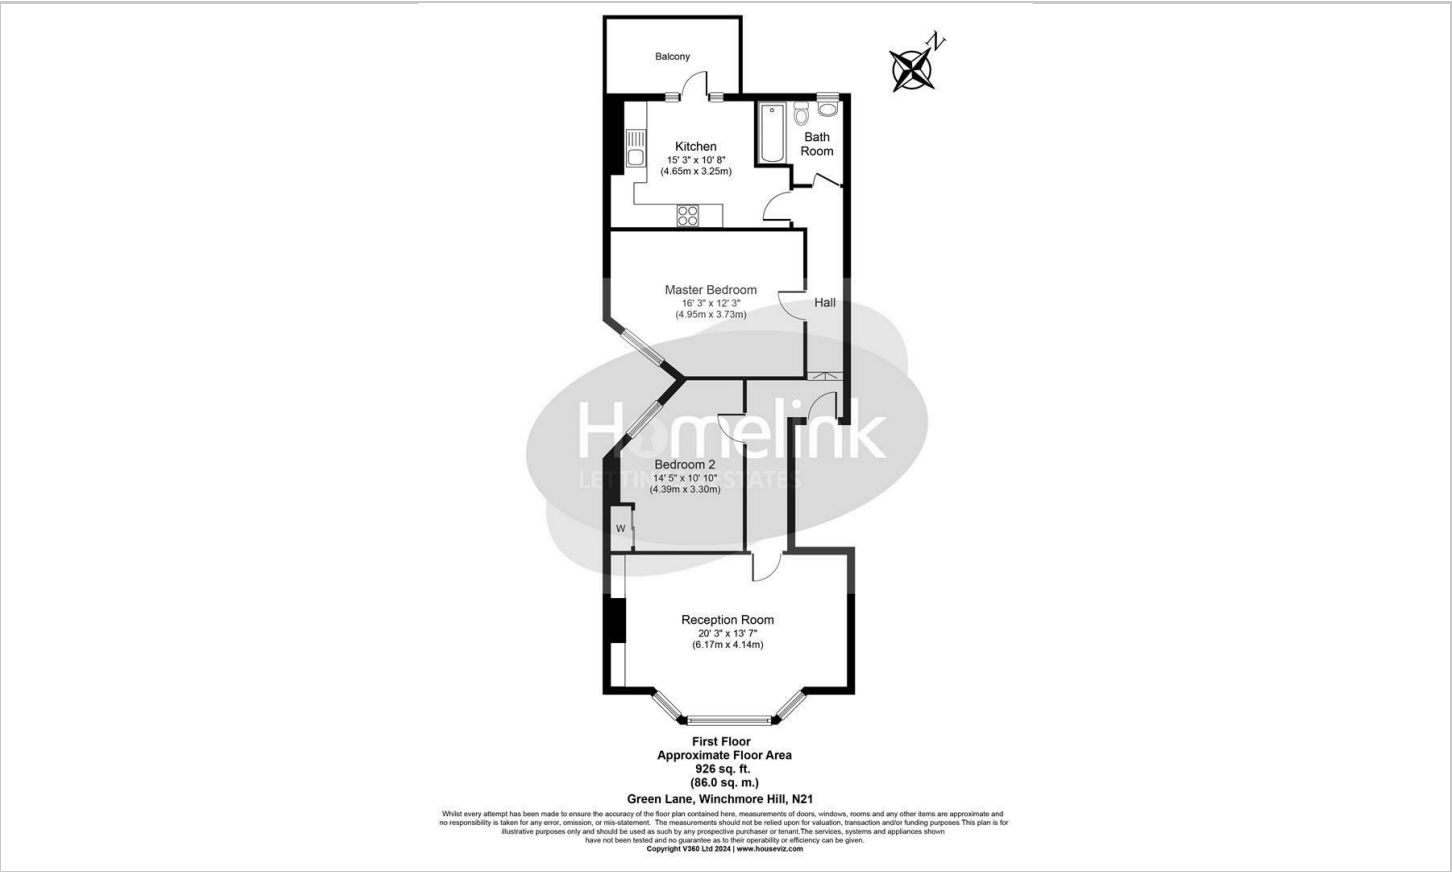 N
Balcony
Kitchen
15' 3" x 10' 8"
(4.65m x 3.25m)
Bath
Room
Master Bedroom
16' 3" x 12' 3"
(4.95m x 3.73m)
Hall
Homelink
LETTINGS ESTATES
Bedroom 2
14' 5" x 10' 10"
(4.39m x 3.30m)
W
Reception Room
20' 3" x 13' 7"
(6.17m x 4.14m)
First Floor
Approximate Floor Area
926 sq. ft.
(86.0 sq. m.)
Green Lane, Winchmore Hill, N21
Whilst every attempt has been made to ensure the accuracy of the floor plan contained here, measurements of doors, windows, rooms and any other items are approximate and
no responsibility is taken for any error, omission, or mis-statement. The measurements should not be relied upon for valuation, transaction and/or funding purposes This plan is for
illustrative purposes only and should be used as such by any prospective purchaser or tenant.The services, systems and appliances shown
have not been tested and no guarantee as to their operability or efficiency can be given.
Copyright V360 Ltd 2024 | www.houseviz.com